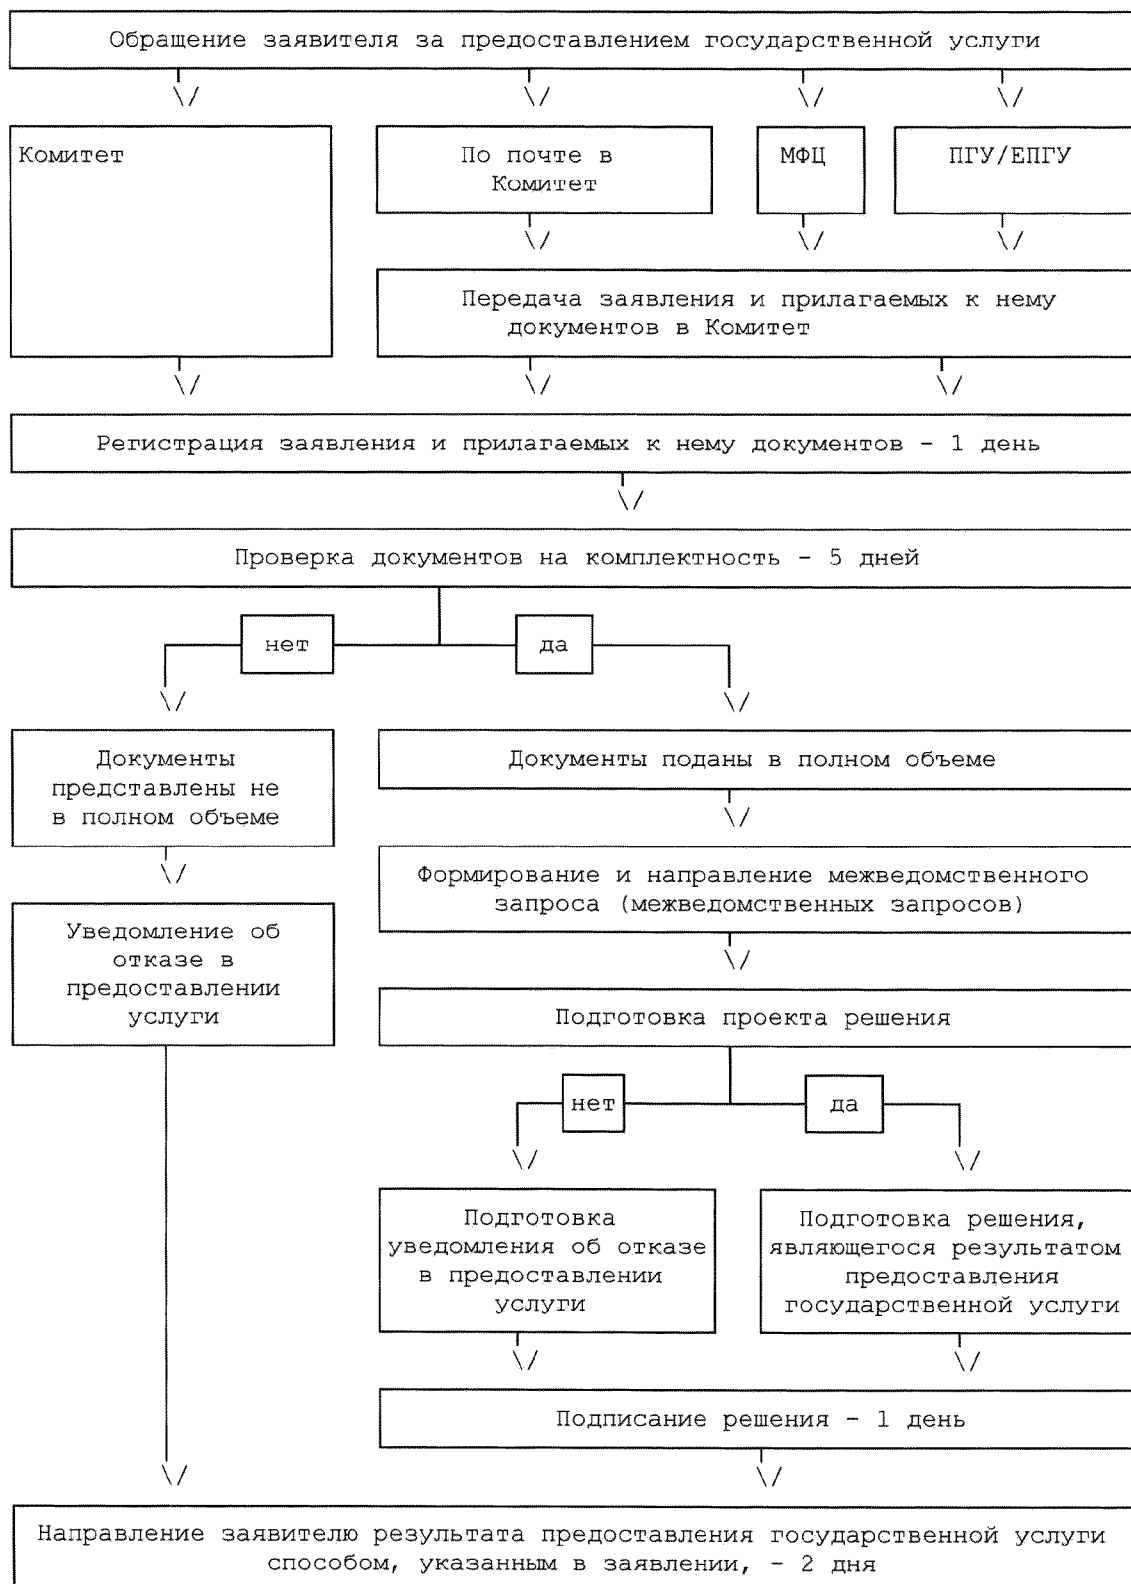 Обращение заявителя за предоставлением государственной услуги
Комитет
По почте в
Комитет
МФЦ
ПГУ/ЕПГУ
Передача заявления и прилагаемых к нему
документов в Комитет
Регистрация заявления и прилагаемых к нему документов - 1 день
Проверка документов на комплектность - 5 дней
нет
да
Документы
представлены не
в полном объеме
Документы поданы в полном объеме
Формирование и направление межведомственного
запроса (межведомственных запросов)
Уведомление об
отказе в
предоставлении
услуги
Подготовка проекта решения
нет
да
Подготовка
уведомления об отказе
в предоставлении
услуги
Подготовка решения,
являющегося результатом
предоставления
государственной услуги
Подписание решения - 1 день
Направление заявителю результата предоставления государственной услуги
способом, указанным в заявлении, - 2 дня